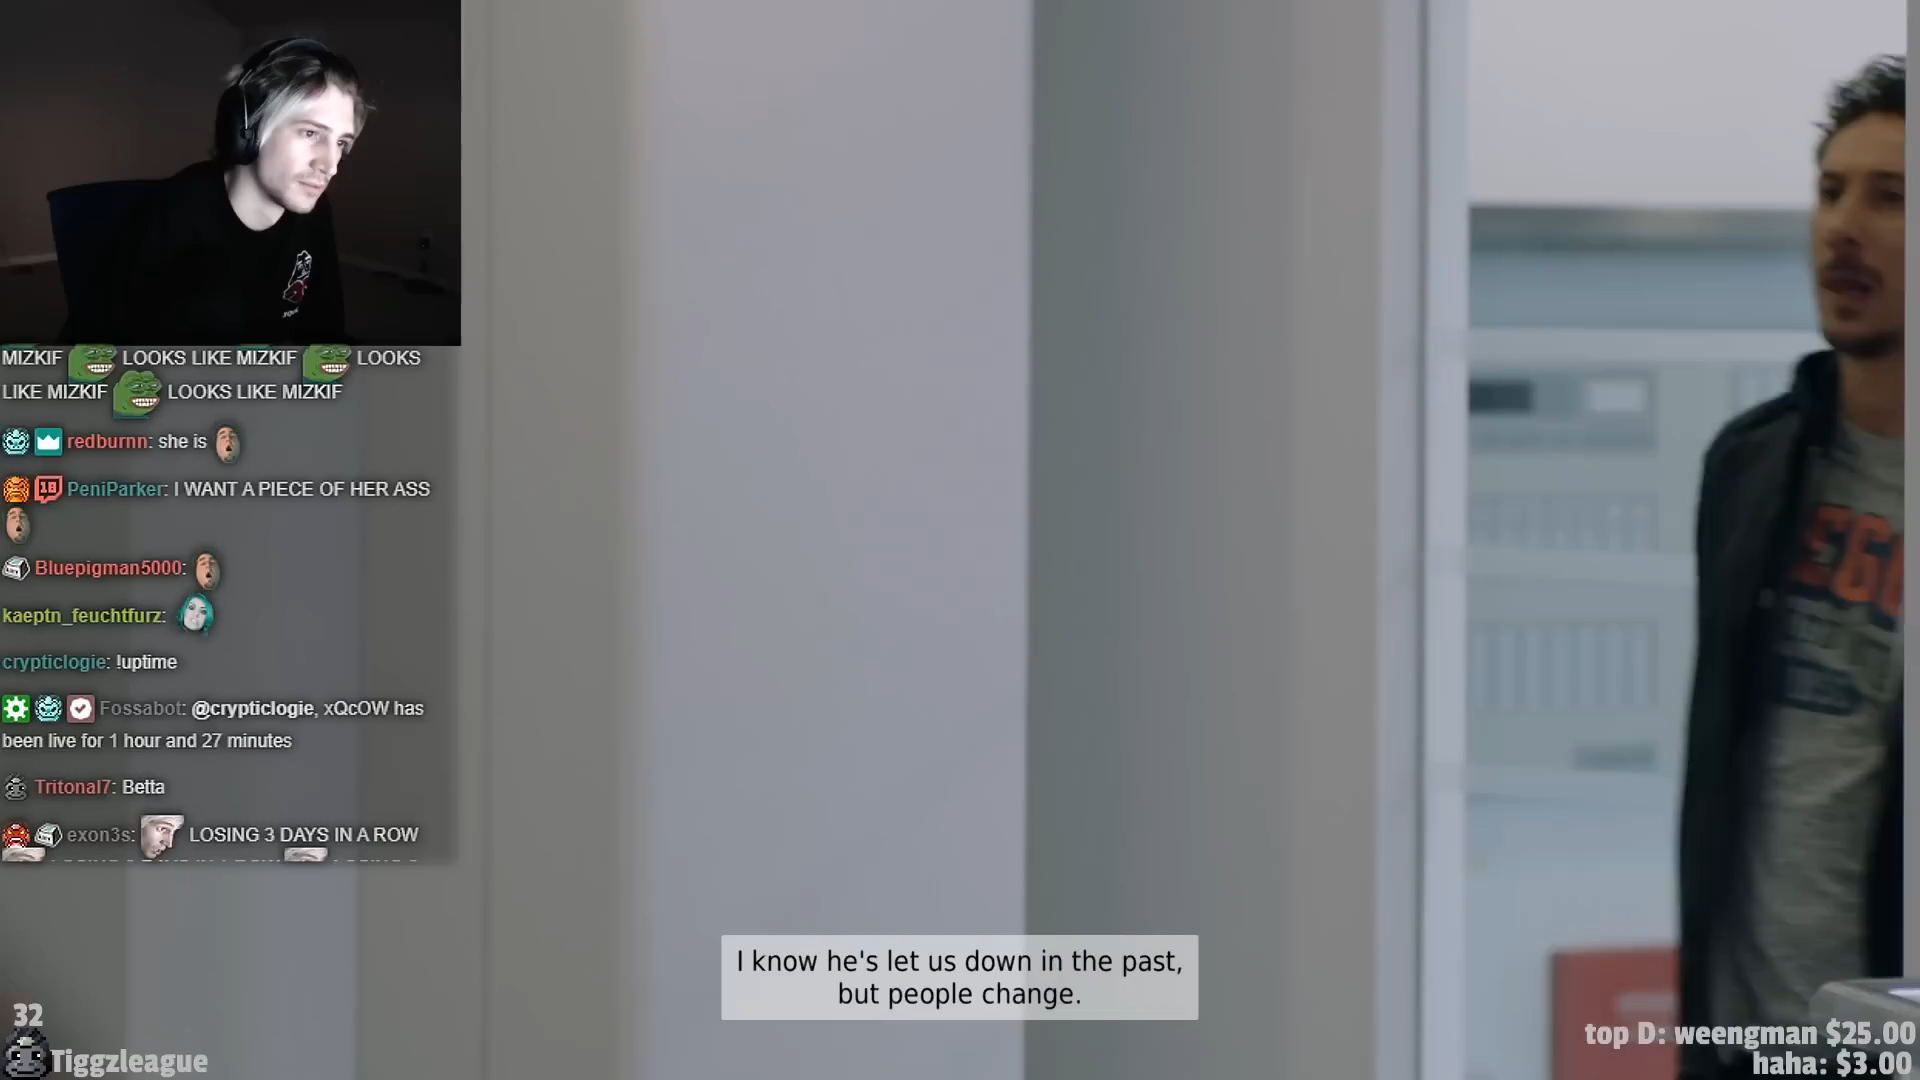 MIZKIF LOOKS LIKE MIZKIF LOOKS
LIKE MIZKIF LOOKS LIKE MIZKIF
redburnn: she is
18 PeniParker: I WANT A PIECE OF HER ASS
Bluepigman5000:
kaeptn_feuchtfurz:
crypticlogie: !uptime
Fossabot: @crypticlogie, xQcOW has
been live for 1 hour and 27 minutes
Tritonal7: Betta
exon3s: LOSING 3 DAYS IN A ROW
I know he's let us down in the past,
but people change.
32
Tiggzleague
top D: weengman $25.00
haha: $3.00